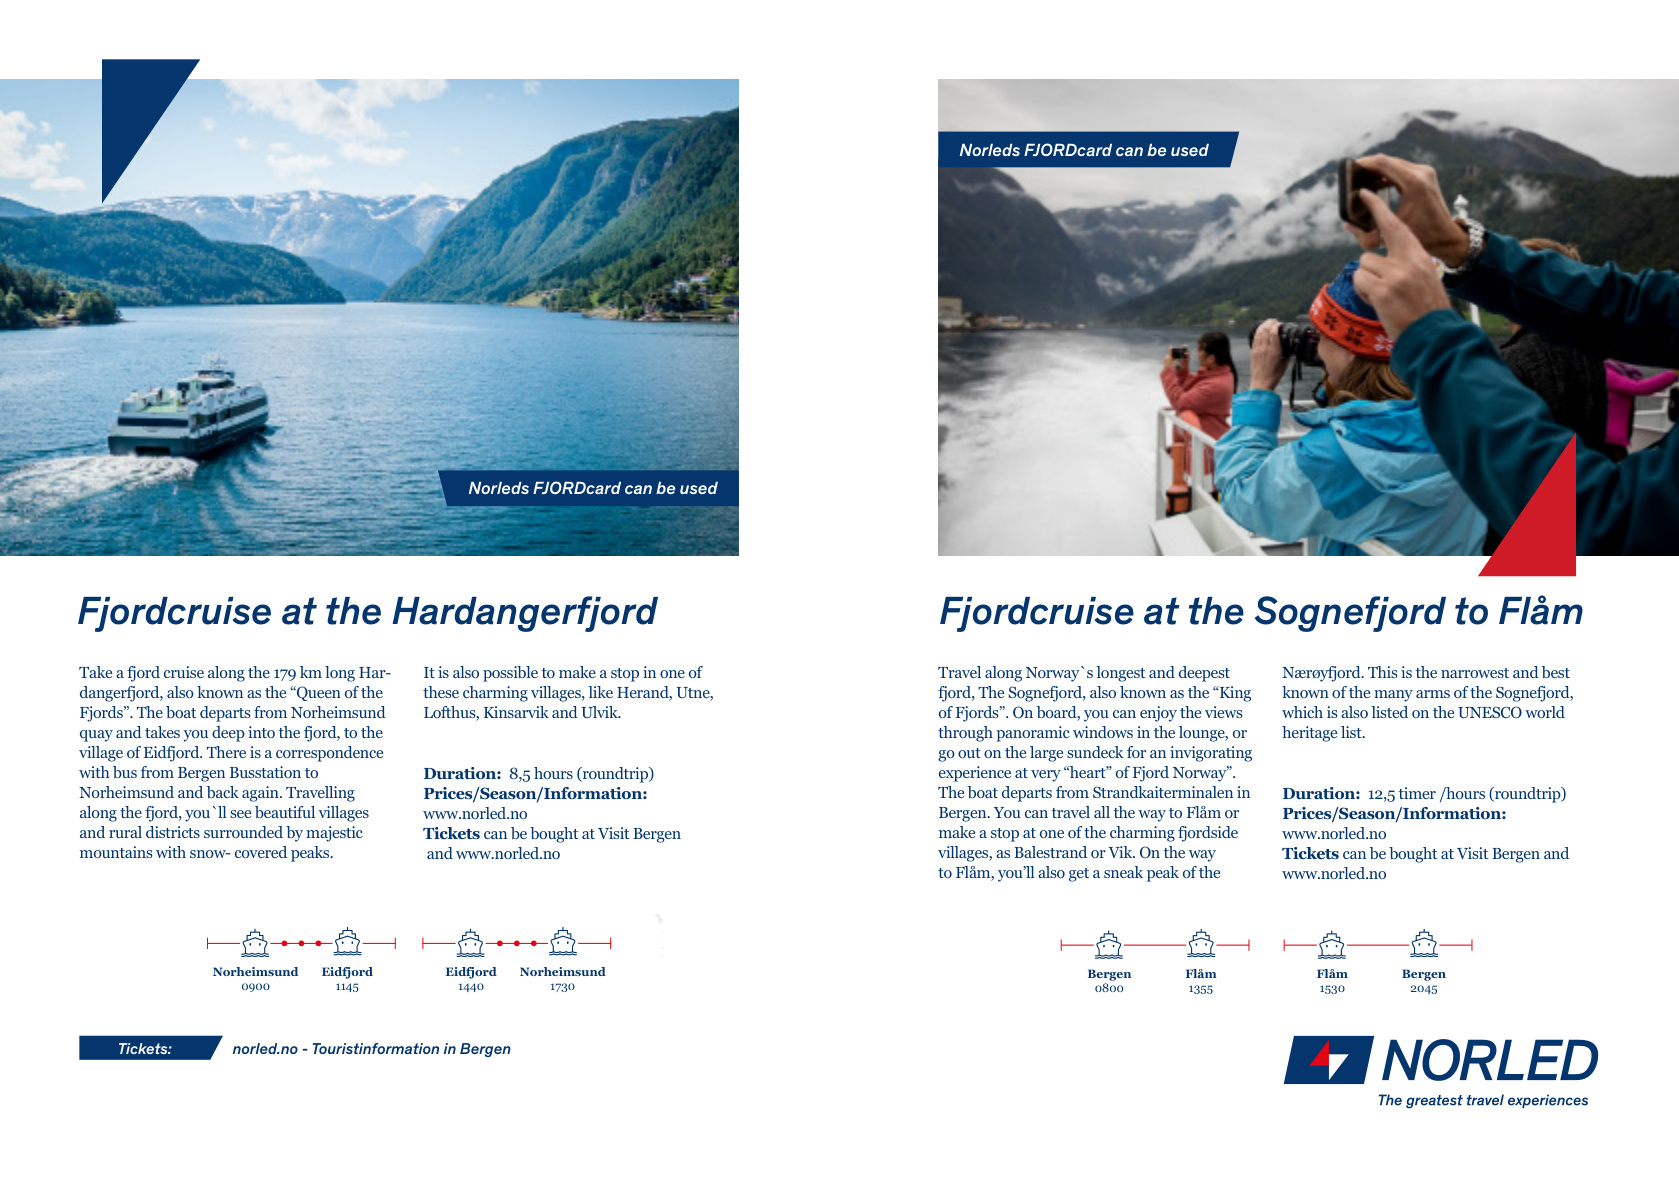 Norleds FJORDcard can be used
Fjordcruise at the Hardangerfjord
Take a fjord cruise along the 179 km long Har-
dangerfjord, also known as the “Queen of the
Fjords”. The boat departs from Norheimsund
quay and takes you deep into the fjord, to the
village of Eidfjord. There is a correspondence
with bus from Bergen Busstation to
Norheimsund and back again. Travelling
along the fjord, you`ll see beautiful villages
and rural districts surrounded by majestic
mountains with snow- covered peaks.
It is also possible to make a stop in one of
these charming villages, like Herand, Utne,
Lofthus, Kinsarvik and Ulvik.
Duration: 8,5 hours (roundtrip)
Prices/Season/Information:
www.norled.no
Tickets can be bought at Visit Bergen
and www.norled.no
Norheimsund Eidfjord Eidfjord Norheimsund
0900 1145 1440 1730
Tickets: norled.no - Touristinformation in Bergen
Norleds FJORDcard can be used
Fjordcruise at the Sognefjord to Flåm
Travel along Norway`s longest and deepest
fjord, The Sognefjord, also known as the “King
of Fjords”. On board, you can enjoy the views
through panoramic windows in the lounge, or
go out on the large sundeck for an invigorating
experience at very “heart” of Fjord Norway”.
The boat departs from Strandkaiterminalen in
Bergen. You can travel all the way to Flåm or
make a stop at one of the charming fjordside
villages, as Balestrand or Vik. On the way
to Flåm, you’ll also get a sneak peak of the
Nærøyfjord. This is the narrowest and best
known of the many arms of the Sognefjord,
which is also listed on the UNESCO world
heritage list.
Duration: 12,5 timer /hours (roundtrip)
Prices/Season/Information:
www.norled.no
Tickets can be bought at Visit Bergen and
www.norled.no
Bergen Flåm Flåm Bergen
0800 1355 1530 2045
NORLED
The greatest travel experiences